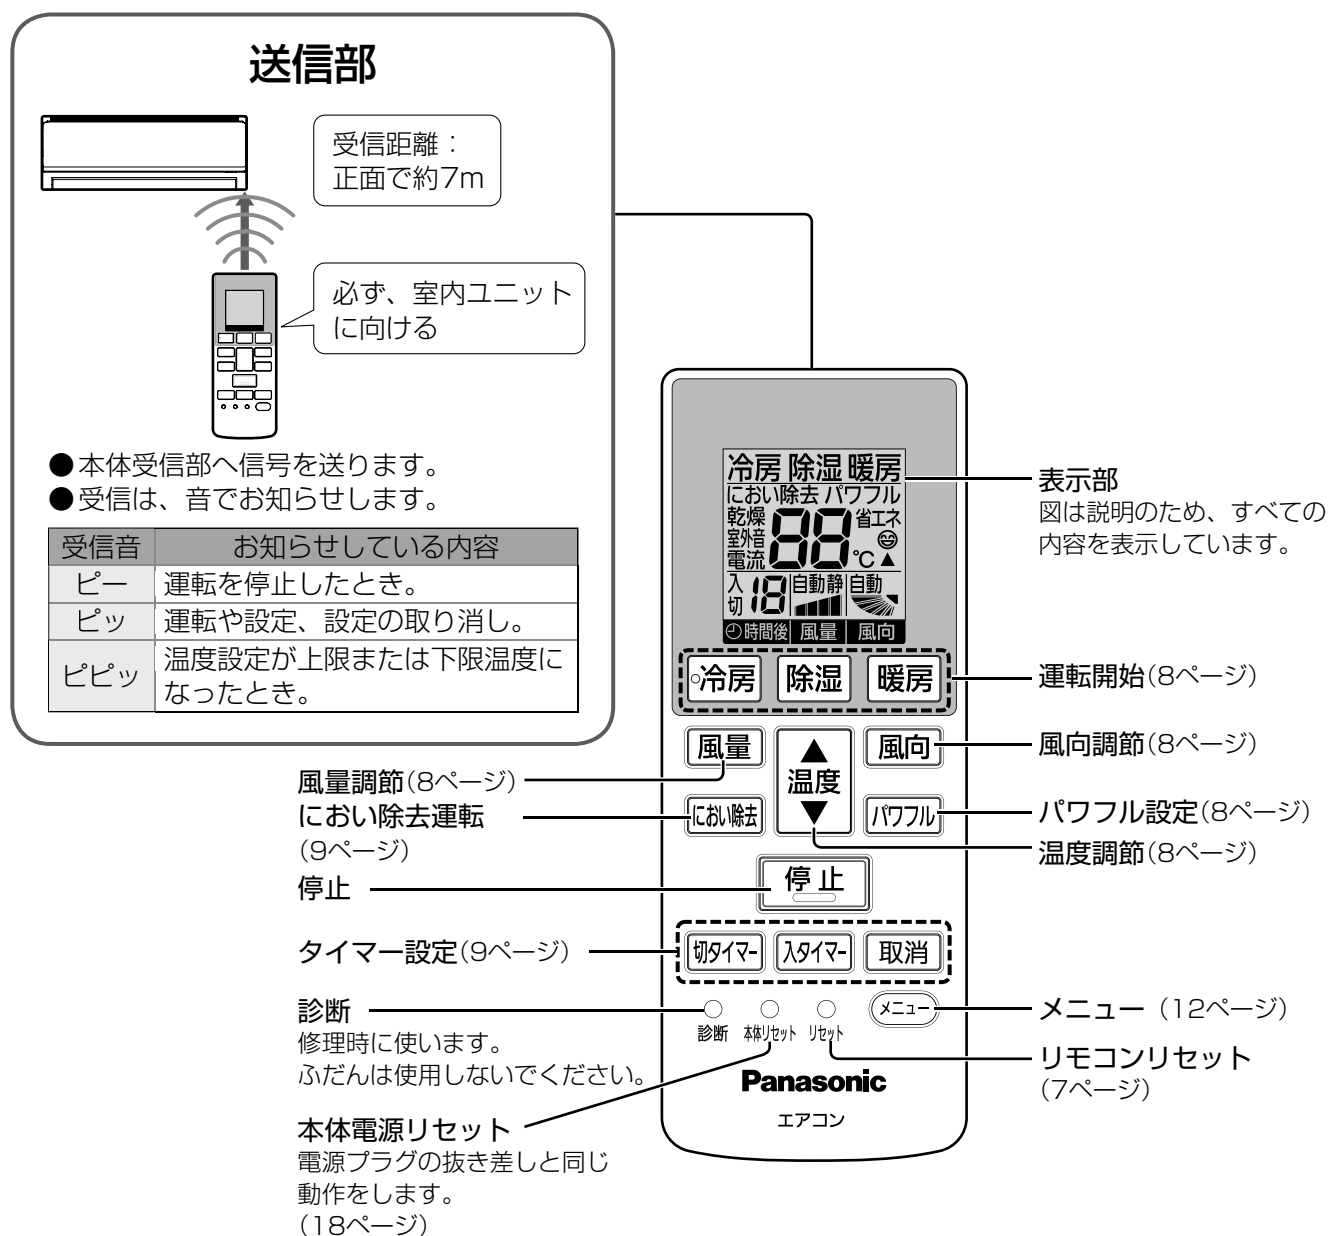 送信部
受信距離：
正面で約7m
必ず、室内ユニット
に向ける
●本体受信部へ信号を送ります。
●受信は、音でお知らせします。
受信音 お知らせしている内容
ピー 運転を停止したとき。
ピッ 運転や設定、設定の取り消し。
ピピッ 温度設定が上限または下限温度に
なったとき。
冷房 除湿 暖房
におい除去 パワフル
乾燥 88 省エネ
室外音
電流 ℃ ▲
入 18 自動 静 自動
切
時間後 風量 風向
表示部
図は説明のため、すべての
内容を表示しています。
冷房 除湿 暖房
運転開始(8ページ)
風量 ▲ 温度 ▼ 風向
風向調節(8ページ)
風量調節(8ページ)
におい除去運転
(9ページ)
におい除去 パワフル
パワフル設定(8ページ)
温度調節(8ページ)
停止
停止
タイマー設定(9ページ)
切タイマー 入タイマー 取消
診断
修理時に使います。
ふだんは使用しないでください。
診断 本体リセット リセット メニュー
メニュー (12ページ)
リモコンリセット
(7ページ)
本体電源リセット
電源プラグの抜き差しと同じ
動作をします。
(18ページ)
Panasonic
エアコン